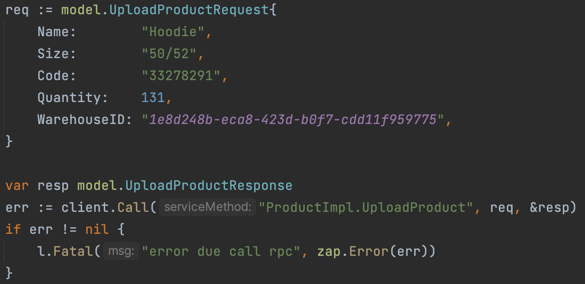 req := model.UploadProductRequest{
    Name:        "Hoodie",
    Size:        "50/52",
    Code:        "33278291",
    Quantity:    131,
    WarehouseID: "1e8d248b-eca8-423d-b0f7-cdd11f959775",
}
var resp model.UploadProductResponse
err := client.Call( serviceMethod: "ProductImpl.UploadProduct", req, &resp)
if err != nil {
    l.Fatal( msg: "error due call rpc", zap.Error(err))
}